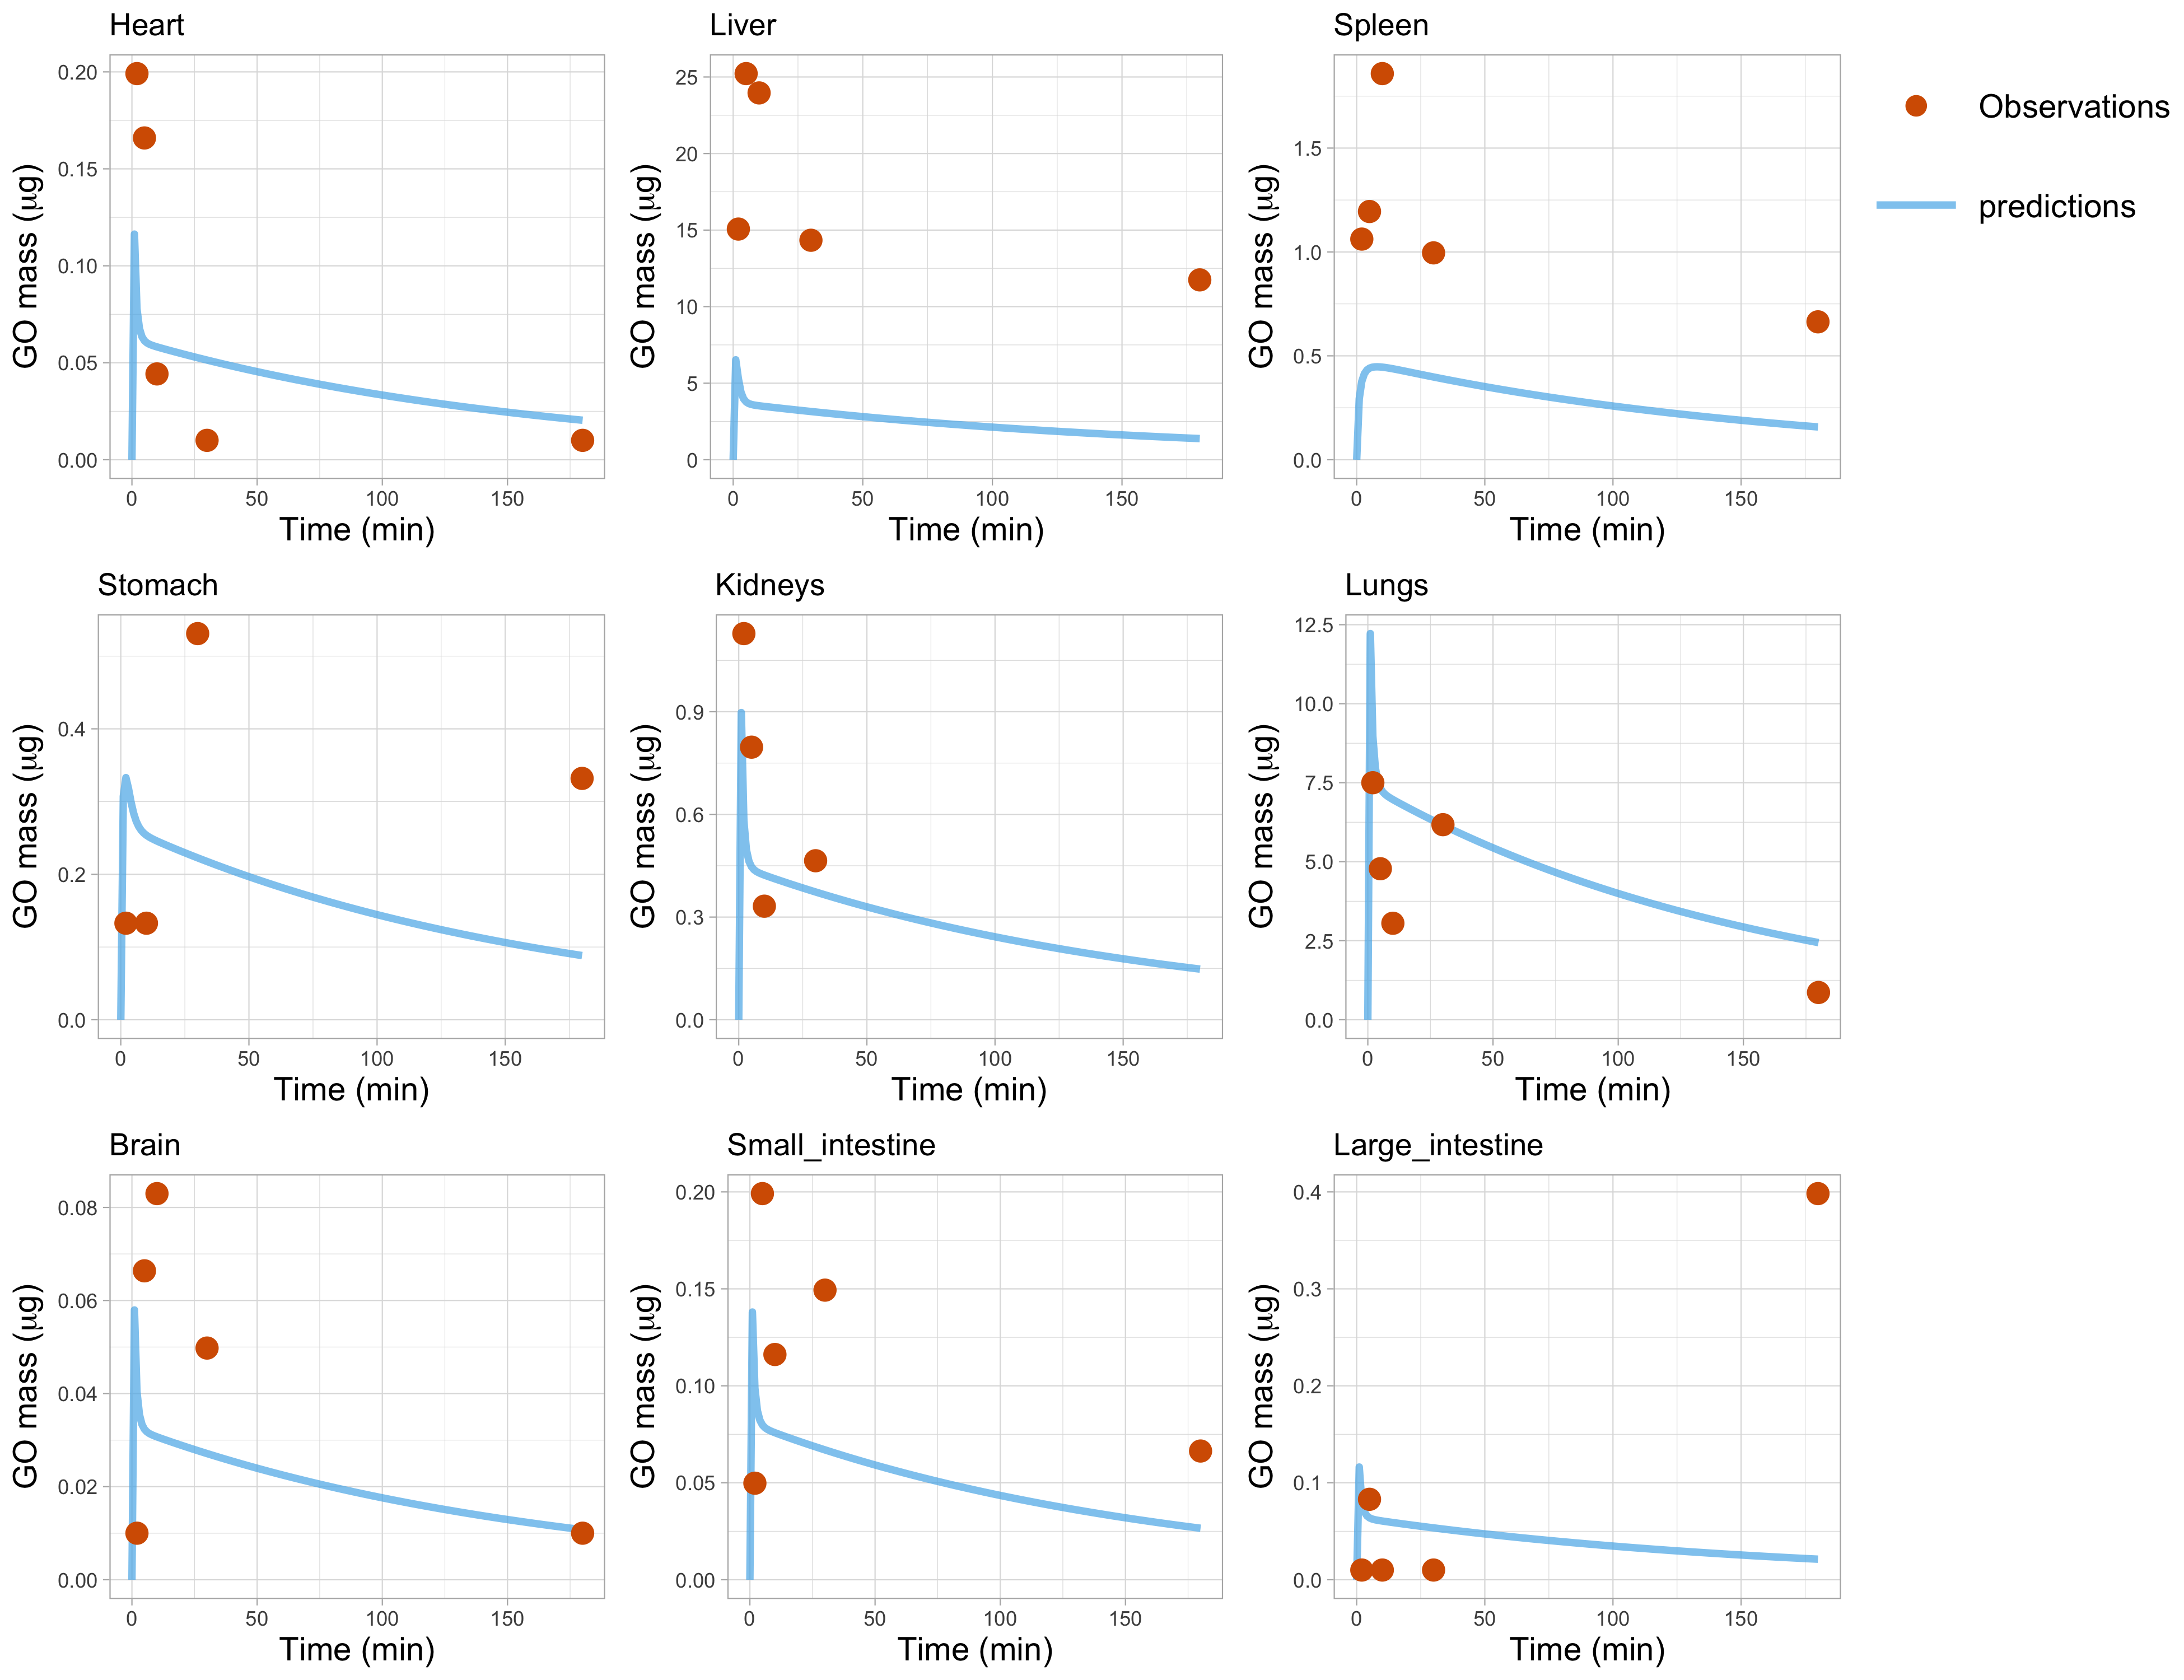 Heart
0.20
0.15
0.10
0.05
0.00
GO mass (µg)
0 50 100 150
Time (min)
Liver
25
20
15
10
5
0
GO mass (µg)
0 50 100 150
Time (min)
Spleen
1.5
1.0
0.5
0.0
GO mass (µg)
0 50 100 150
Time (min)
Observations
predictions
Stomach
0.4
0.2
0.0
GO mass (µg)
0 50 100 150
Time (min)
Kidneys
0.9
0.6
0.3
0.0
GO mass (µg)
0 50 100 150
Time (min)
Lungs
12.5
10.0
7.5
5.0
2.5
0.0
GO mass (µg)
0 50 100 150
Time (min)
Brain
0.08
0.06
0.04
0.02
0.00
GO mass (µg)
0 50 100 150
Time (min)
Small_intestine
0.20
0.15
0.10
0.05
0.00
GO mass (µg)
0 50 100 150
Time (min)
Large_intestine
0.4
0.3
0.2
0.1
0.0
GO mass (µg)
0 50 100 150
Time (min)